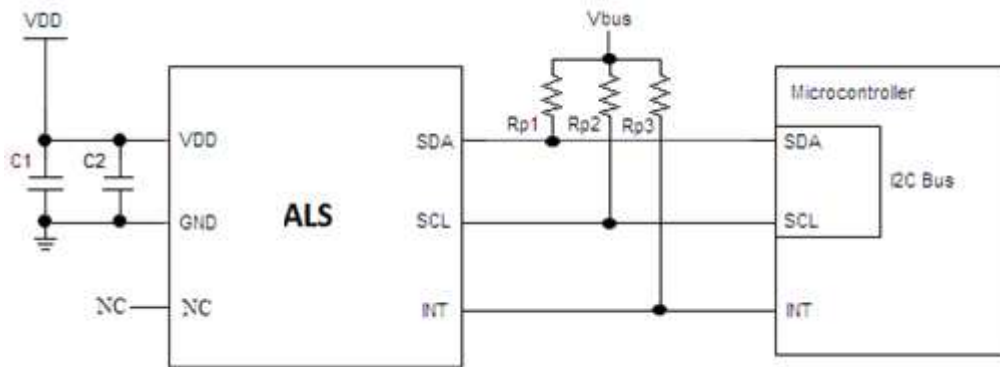 VDD
Vbus
Microcontroller
Rp1
Rp2
Rp3
C1
C2
VDD
SDA
SDA
I2C Bus
GND
ALS
SCL
SCL
NC
NC
INT
INT